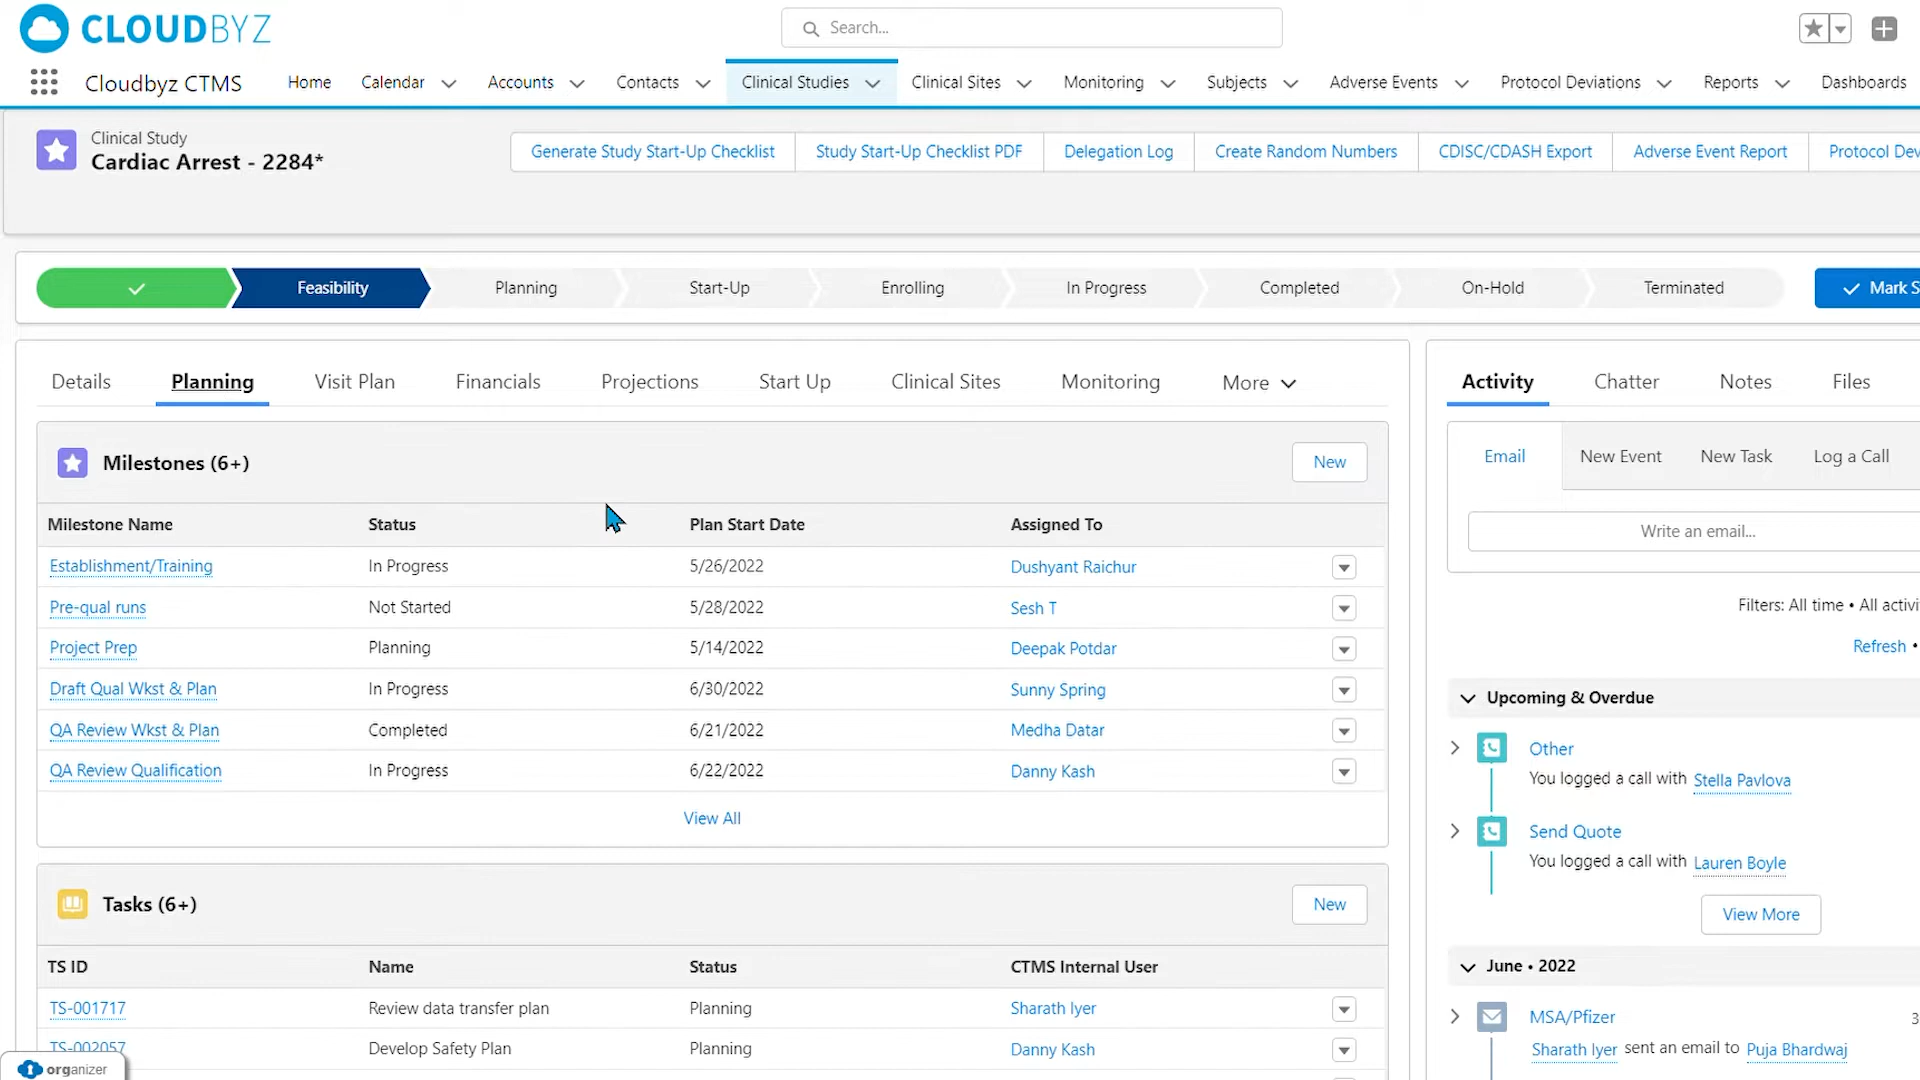 CLOUDBYZ
Search...
Cloudbyz CTMS
Home
Calendar
Accounts
Contacts
Clinical Studies
Clinical Sites
Monitoring
Subjects
Adverse Events
Protocol Deviations
Reports
Dashboards
Clinical Study
Cardiac Arrest - 2284*
Generate Study Start-Up Checklist
Study Start-Up Checklist PDF
Delegation Log
Create Random Numbers
CDISC/CDASH Export
Adverse Event Report
Protocol Dev
Feasibility
Planning
Start-Up
Enrolling
In Progress
Completed
On-Hold
Terminated
Mark S
Details
Planning
Visit Plan
Financials
Projections
Start Up
Clinical Sites
Monitoring
More
Milestones (6+)
New
Milestone Name Status Plan Start Date Assigned To
Establishment/Training In Progress 5/26/2022 Dushyant Raichur
Pre-qual runs Not Started 5/28/2022 Sesh T
Project Prep Planning 5/14/2022 Deepak Potdar
Draft Qual Wkst & Plan In Progress 6/30/2022 Sunny Spring
QA Review Wkst & Plan Completed 6/21/2022 Medha Datar
QA Review Qualification In Progress 6/22/2022 Danny Kash
View All
Tasks (6+)
New
TS ID Name Status CTMS Internal User
TS-001717 Review data transfer plan Planning Sharath Iyer
TS-002057 Develop Safety Plan Planning Danny Kash
organizer
Activity
Chatter
Notes
Files
Email
New Event
New Task
Log a Call
Write an email...
Filters: All time • All activi
Refresh •
Upcoming & Overdue
Other
You logged a call with Stella Pavlova
Send Quote
You logged a call with Lauren Boyle
View More
June • 2022
MSA/Pfizer
3
Sharath Iyer sent an email to Puja Bhardwaj